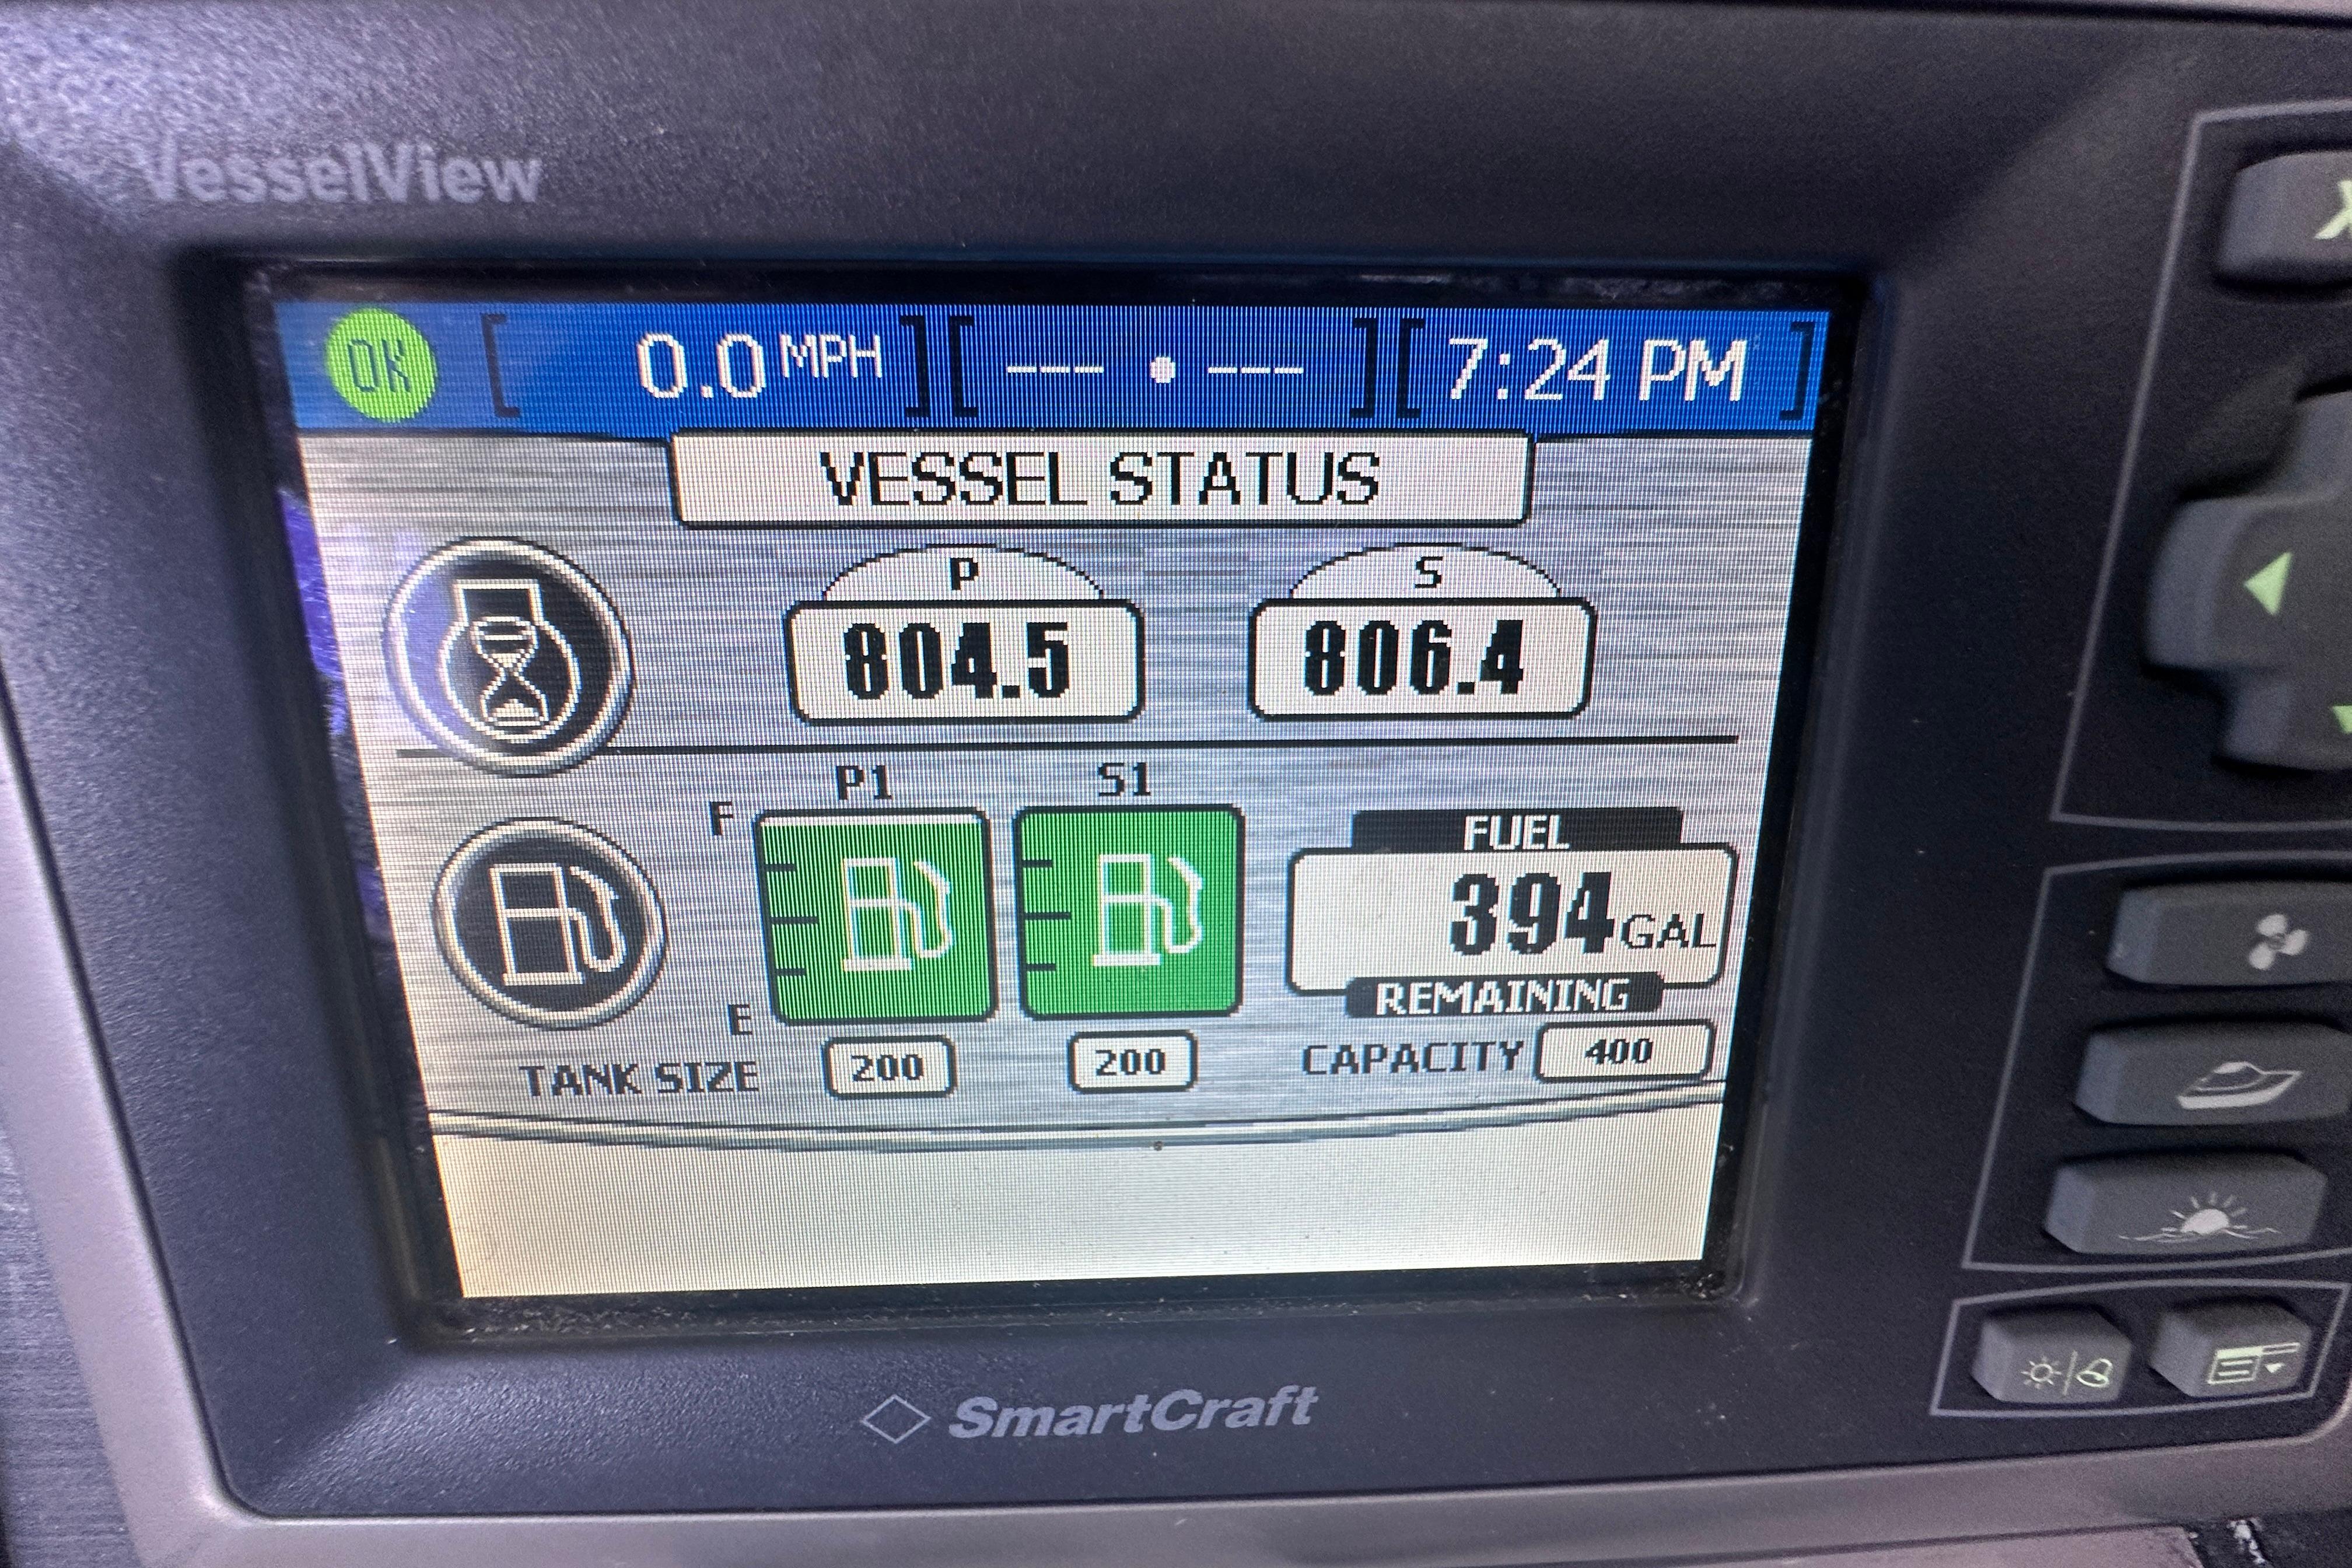 VesselView
OK [ 0.0 MPH ] [ --- • --- ] [ 7:24 PM ]
VESSEL STATUS
P S
804.5 806.4
P1 S1
F
FUEL
394 GAL
REMAINING
E
TANK SIZE 200 200 CAPACITY 400
SmartCraft